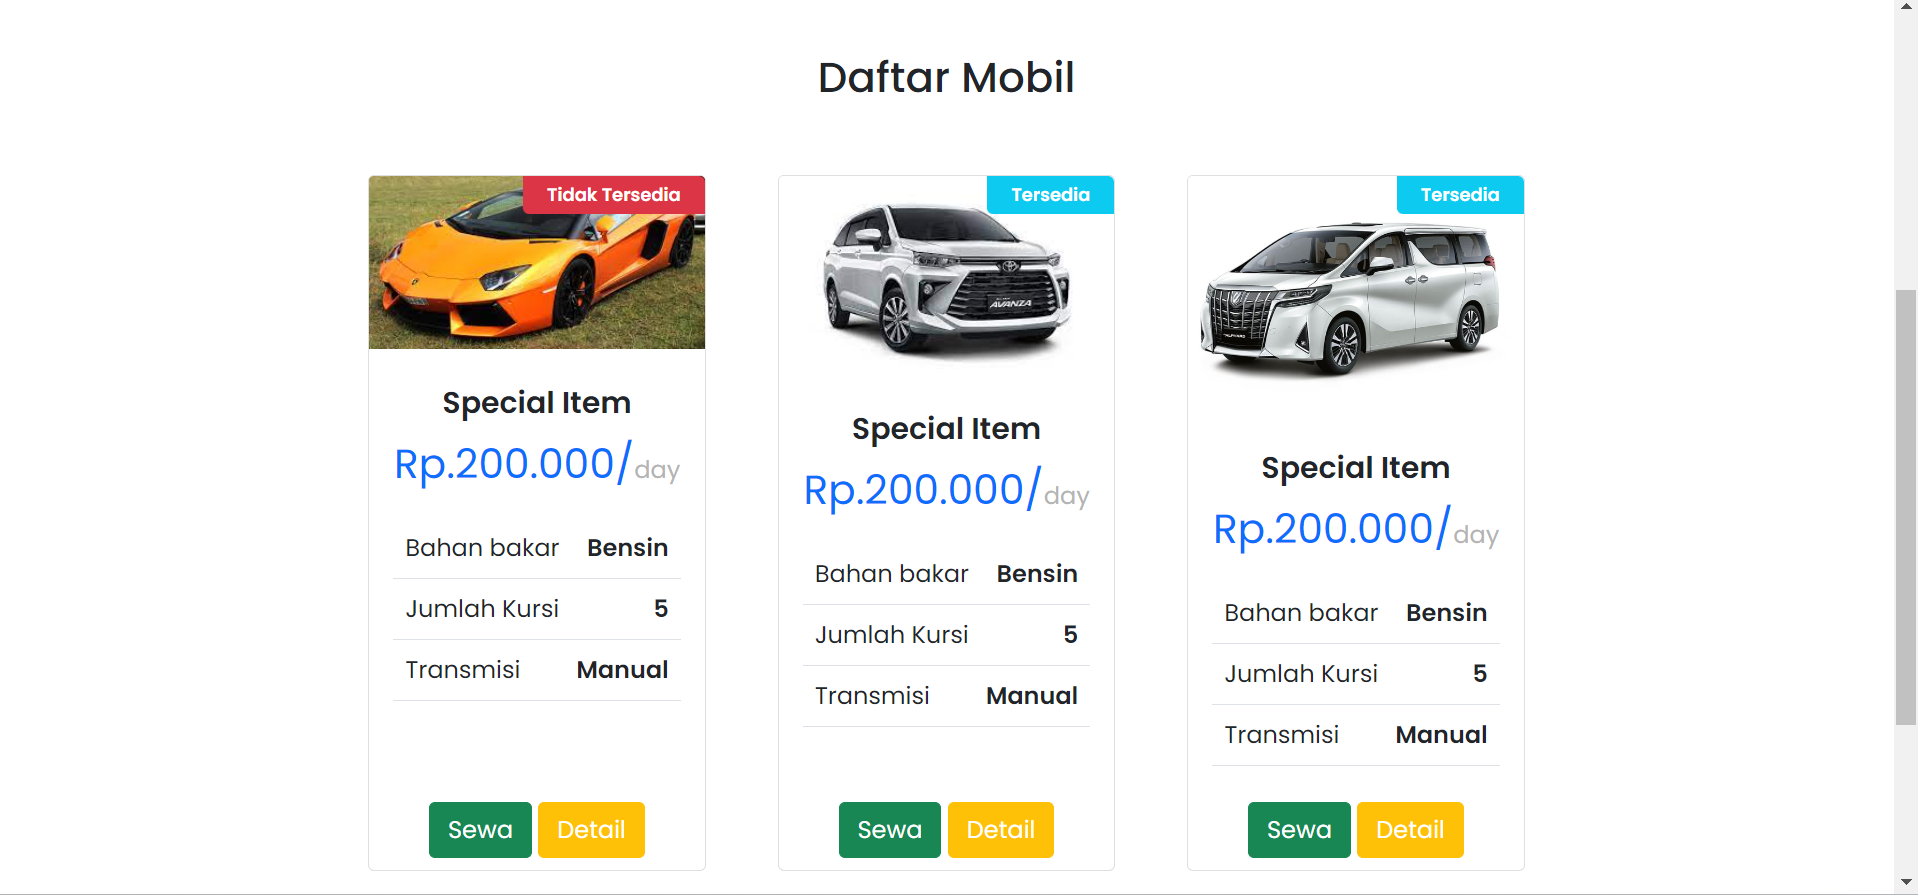 Daftar Mobil
Tidak Tersedia
Special Item
Rp.200.000/day
Bahan bakar Bensin
Jumlah Kursi 5
Transmisi Manual
Sewa Detail
Tersedia
AVANZA
Special Item
Rp.200.000/day
Bahan bakar Bensin
Jumlah Kursi 5
Transmisi Manual
Sewa Detail
Tersedia
ALPHARD
Special Item
Rp.200.000/day
Bahan bakar Bensin
Jumlah Kursi 5
Transmisi Manual
Sewa Detail